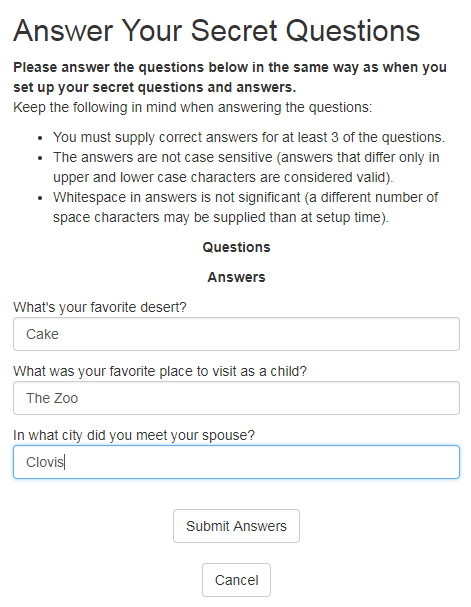 Answer Your Secret Questions
Please answer the questions below in the same way as when you
set up your secret questions and answers.
Keep the following in mind when answering the questions:
• You must supply correct answers for at least 3 of the questions.
• The answers are not case sensitive (answers that differ only in
upper and lower case characters are considered valid).
• Whitespace in answers is not significant (a different number of
space characters may be supplied than at setup time).
Questions
Answers
What's your favorite desert?
Cake
What was your favorite place to visit as a child?
The Zoo
In what city did you meet your spouse?
Clovis
Submit Answers
Cancel